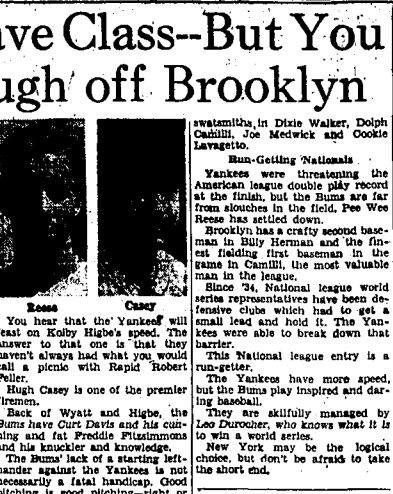 ave Class--But You
ugh off Brooklyn
Reese
Casey
You hear that the Yankees will
east on Kolby Higbe's speed. The
answer to that one is that they
haven't always had what you would
call a picnic with Rapid Robert
Feller.
Hugh Casey is one of the premier
firemen.
Back of Wyatt and Higbe, the
Bums have Curt Davis and his cun-
ning and fat Freddie Fitzsimmons
and his knuckler and knowledge.
The Bums' lack of a starting left-
hander against the Yankees is not
necessarily a fatal handicap. Good
pitching is good pitching—right or
swatsmiths, in Dixie Walker, Dolph
Camilli, Joe Medwick and Cookie
Lavagetto.
Run-Getting Nationals
Yankees were threatening the
American league double play record
at the finish, but the Bums are far
from slouches in the field. Pee Wee
Reese has settled down.
Brooklyn has a crafty second base-
man in Billy Herman and the fin-
est fielding first baseman in the
game in Camilli, the most valuable
man in the league.
Since '34, National league world
series representatives have been de-
fensive clubs which had to get a
small lead and hold it. The Yan-
kees were able to break down that
barrier.
This National league entry is a
run-getter.
The Yankees have more speed,
but the Bums play inspired and dar-
ing baseball.
They are skilfully managed by
Leo Durocher, who knows what it is
to win a world series.
New York may be the logical
choice, but don't be afraid to take
the short end.